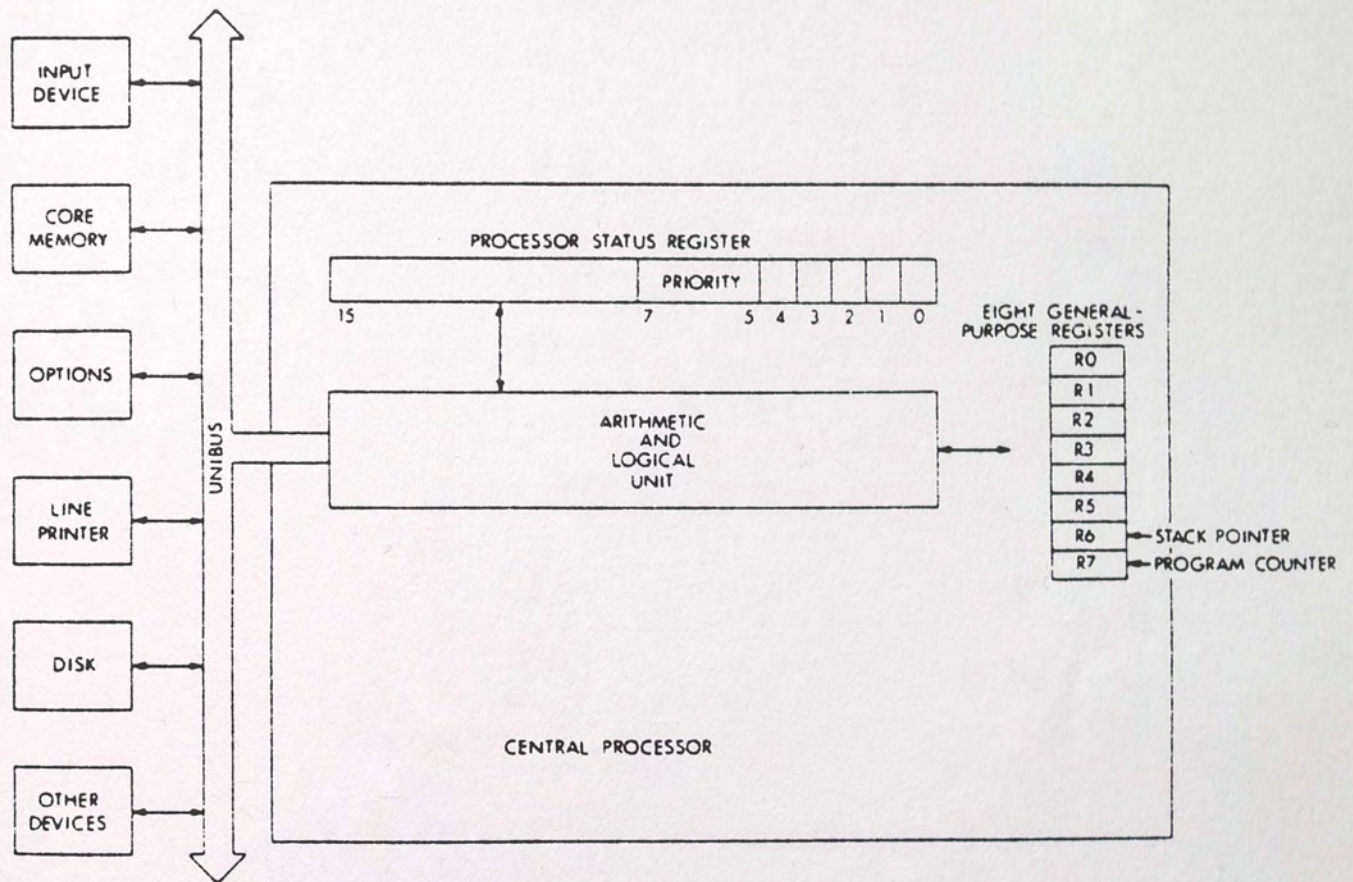 INPUT
DEVICE
CORE
MEMORY
OPTIONS
LINE
PRINTER
DISK
OTHER
DEVICES
UNIBUS
PROCESSOR STATUS REGISTER
PRIORITY
15 7 5 4 3 2 1 0
ARITHMETIC
AND
LOGICAL
UNIT
EIGHT GENERAL-
PURPOSE REGISTERS
R0
R1
R2
R3
R4
R5
R6
R7
STACK POINTER
PROGRAM COUNTER
CENTRAL PROCESSOR